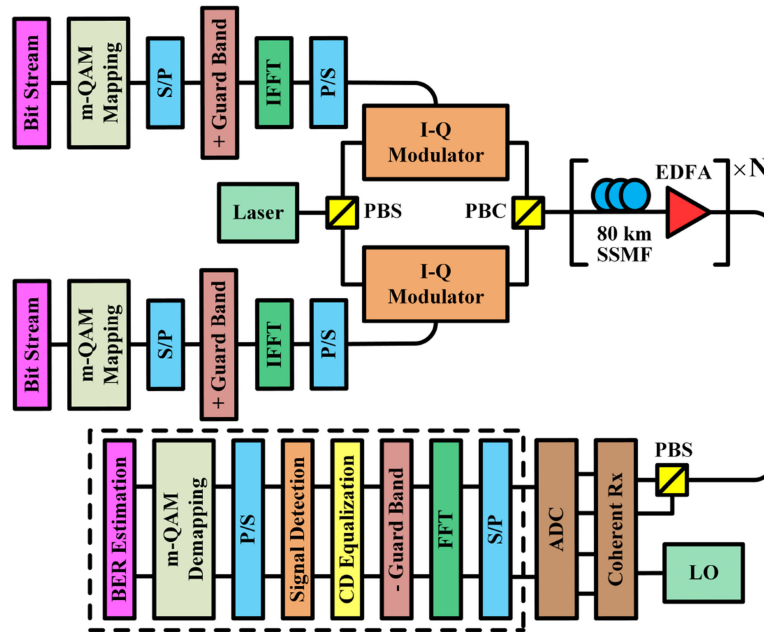 Bit Stream
m-QAM
Mapping
S/P
+ Guard Band
IFFT
P/S
I-Q
Modulator
Laser
PBS
PBC
80 km
SSMF
EDFA
×N
I-Q
Modulator
Bit Stream
m-QAM
Mapping
S/P
+ Guard Band
IFFT
P/S
BER Estimation
m-QAM
Demapping
P/S
Signal Detection
CD Equalization
- Guard Band
FFT
S/P
ADC
Coherent Rx
PBS
LO